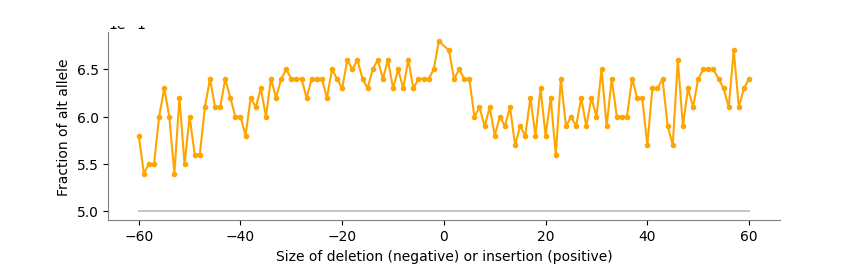 6.5
6.0
5.5
5.0
Fraction of alt allele
−60 −40 −20 0 20 40 60
Size of deletion (negative) or insertion (positive)